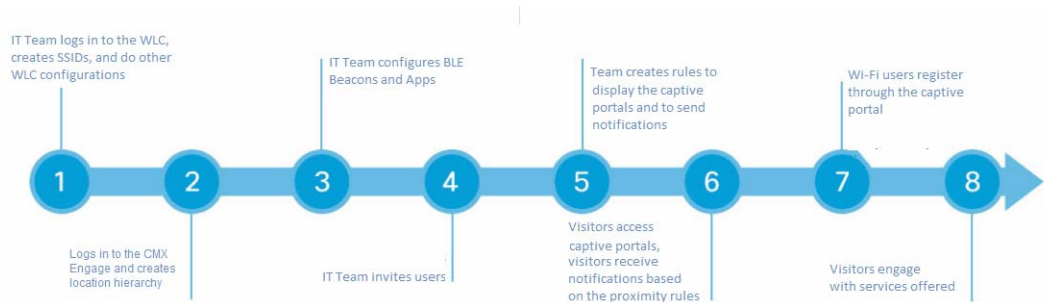 IT Team logs in to the WLC,
creates SSIDs, and do other
WLC configurations
IT Team configures BLE
Beacons and Apps
Team creates rules to
display the captive
portals and to send
notifications
Wi-Fi users register
through the captive
portal
1
2
3
4
5
6
7
8
Logs in to the CMX
Engage and creates
location hierarchy
IT Team invites users
Visitors access
captive portals,
visitors receive
notifications based
on the proximity rules
Visitors engage
with services offered